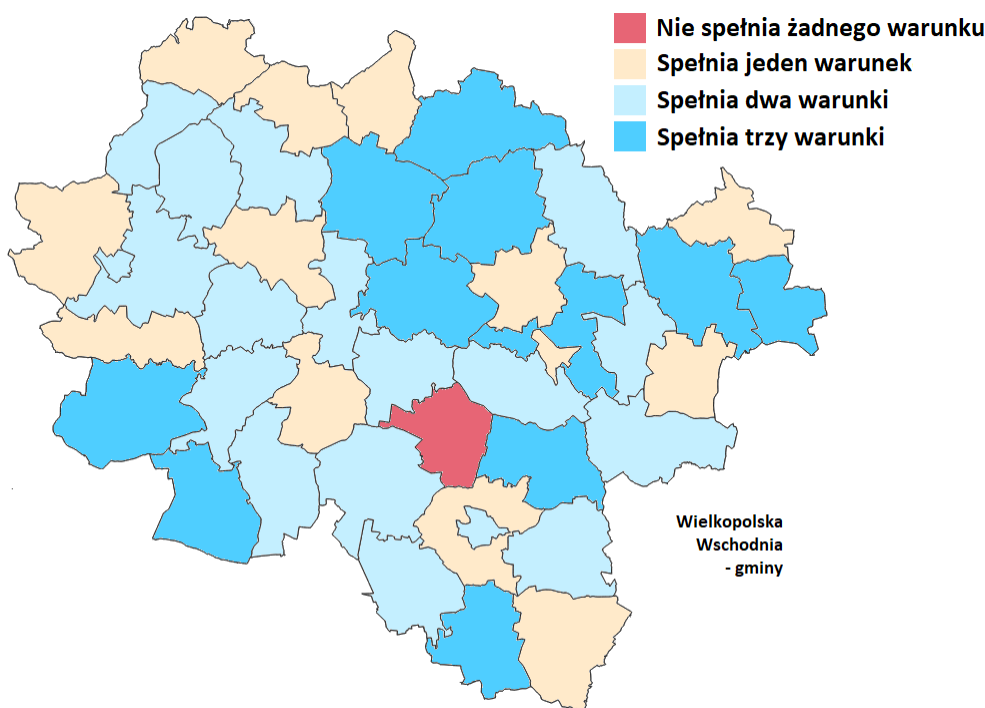 Nie spełnia żadnego warunku
Spełnia jeden warunek
Spełnia dwa warunki
Spełnia trzy warunki
Wielkopolska
Wschodnia
- gminy